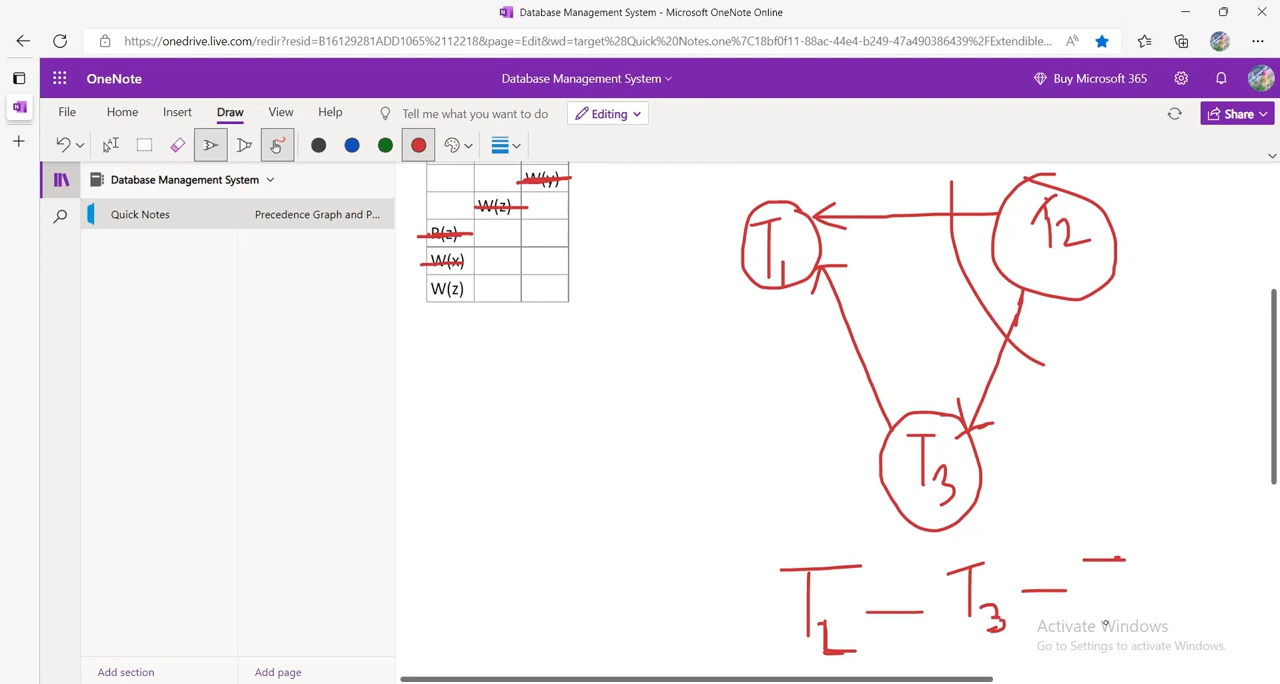 Database Management System - Microsoft OneNote Online
https://onedrive.live.com/redir?resid=B16129281ADD1065%2112218&page=Edit&wd=target%28Quick%20Notes.one%7C18bf0f11-88ac-44e4-b249-47a490386439%2FExtendible...
OneNote
Database Management System
Buy Microsoft 365
File Home Insert Draw View Help Tell me what you want to do Editing
Share
Database Management System
Quick Notes
Precedence Graph and P...
W(y)
W(z)
R(z)
W(x)
W(z)
T1
T2
T3
T2 - T3 -
Activate Windows
Go to Settings to activate Windows.
Add section
Add page